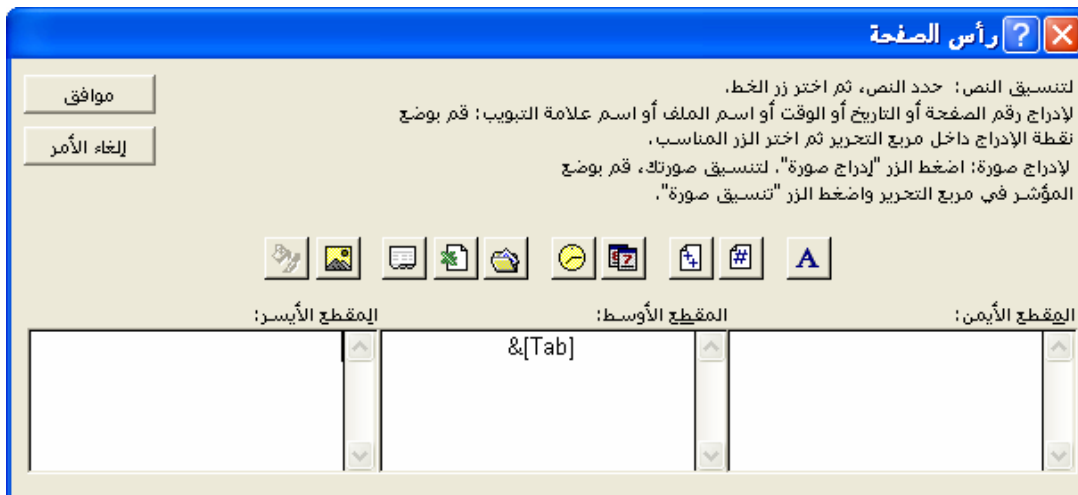 رأس الصفحة
لتنسيق النص: حدد النص، ثم اختر زر الخط.
لإدراج رقم الصفحة أو التاريخ أو الوقت أو اسم الملف أو اسم علامة التبويب: قم بوضع
نقطة الإدراج داخل مربع التحرير ثم اختر الزر المناسب.
لإدراج صورة: اضغط الزر "إدراج صورة". لتنسيق صورتك، قم بوضع
المؤشر في مربع التحرير واضغط الزر "تنسيق صورة".
موافق
إلغاء الأمر
A
المقطع الأيمن:
المقطع الأوسط:
المقطع الأيسر:
&[Tab]